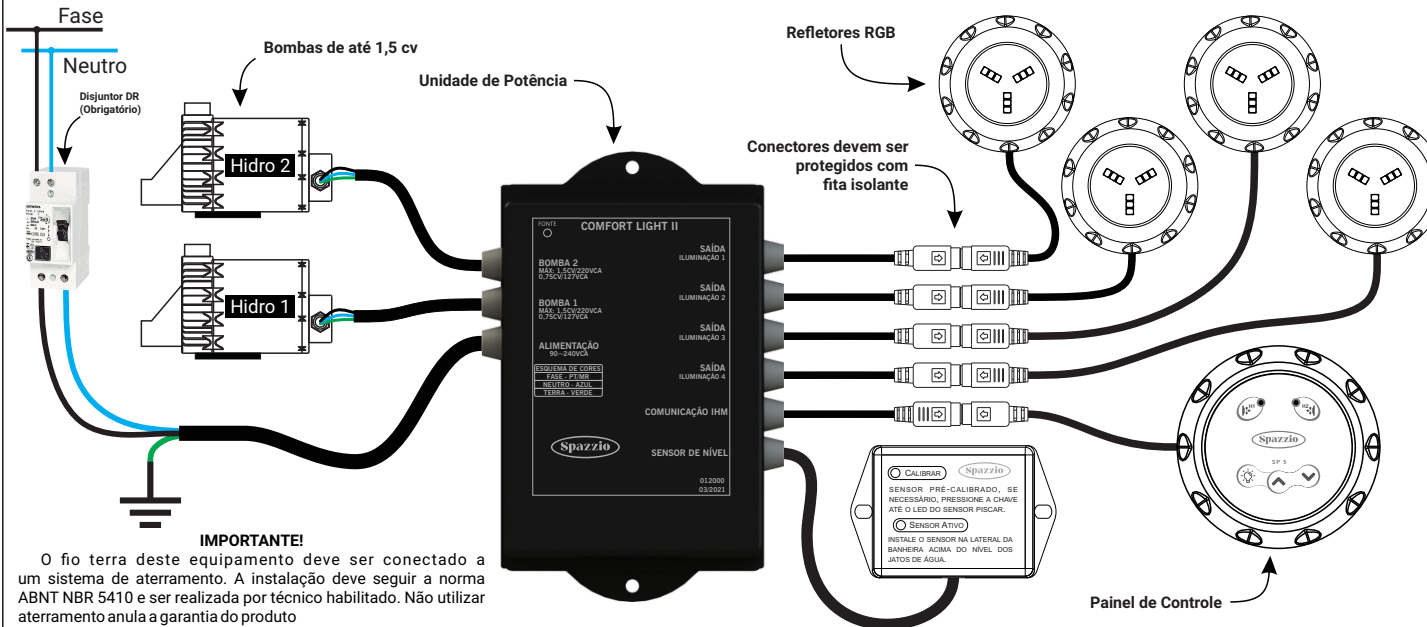 Fase
Neutro
Disjuntor DR
(Obrigatório)
Bombas de até 1,5 cv
Hidro 2
Hidro 1
Unidade de Potência
Refletores RGB
Conectores devem ser
protegidos com
fita isolante
FONTE
COMFORT LIGHT II
BOMBA 2
MÁX: 1,5CV/220VCA
0,75CV/127VCA
BOMBA 1
MÁX: 1,5CV/220VCA
0,75CV/127VCA
ALIMENTAÇÃO
90~240VCA
ESQUEMA DE CORES
FASE - PT/MR
NEUTRO - AZUL
TERRA - VERDE
Spazzio
SAÍDA
ILUMINAÇÃO 1
SAÍDA
ILUMINAÇÃO 2
SAÍDA
ILUMINAÇÃO 3
SAÍDA
ILUMINAÇÃO 4
COMUNICAÇÃO IHM
SENSOR DE NÍVEL
012000
03/2021
CALIBRAR
Spazzio
SENSOR PRÉ-CALIBRADO, SE
NECESSÁRIO, PRESSIONE A CHAVE
ATÉ O LED DO SENSOR PISCAR.
SENSOR ATIVO
INSTALE O SENSOR NA LATERAL DA
BANHEIRA ACIMA DO NÍVEL DOS
JATOS DE ÁGUA.
H1
H2
Spazzio
SP 5
Painel de Controle
IMPORTANTE!
O fio terra deste equipamento deve ser conectado a
um sistema de aterramento. A instalação deve seguir a norma
ABNT NBR 5410 e ser realizada por técnico habilitado. Não utilizar
aterramento anula a garantia do produto